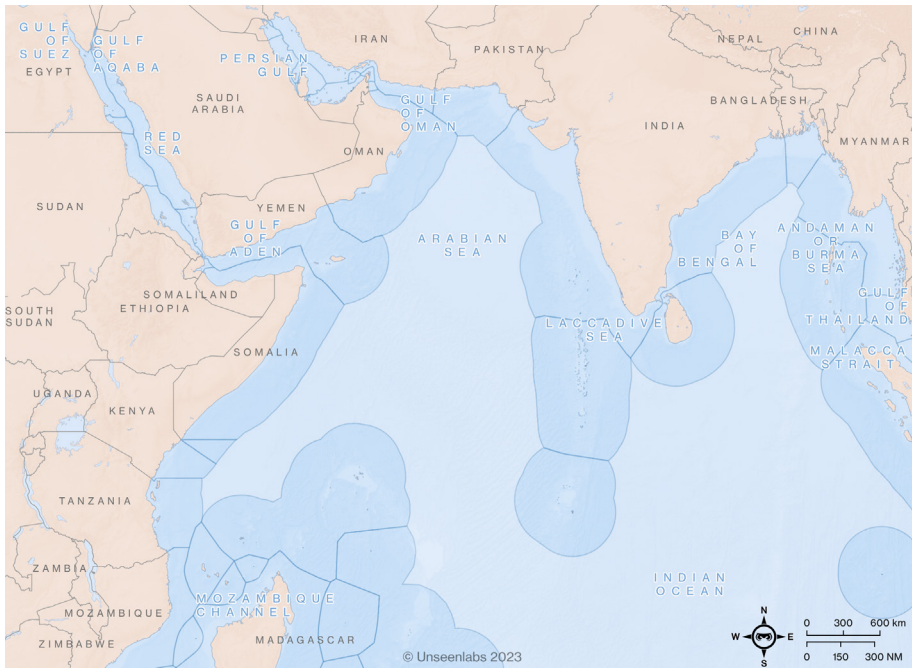 GULF
OF
SUEZ
GULF
OF
AQABA
EGYPT
PERSIAN
GULF
IRAN
PAKISTAN
NEPAL
CHINA
SAUDI
ARABIA
GULF
OF
OMAN
BANGLADESH
INDIA
MYANMAR
RED
SEA
OMAN
SUDAN
YEMEN
GULF
OF
ADEN
ARABIAN
SEA
BAY
OF
BENGAL
ANDAMAN
OR
BURMA
SEA
SOMALILAND
ETHIOPIA
SOUTH
SUDAN
GULF
OF
THAILAND
LACCADIVE
SEA
SOMALIA
MALACCA
STRAIT
UGANDA
KENYA
TANZANIA
ZAMBIA
MOZAMBIQUE
CHANNEL
INDIAN
OCEAN
MOZAMBIQUE
ZIMBABWE
MADAGASCAR
© Unseenlabs 2023
N
W E
S
0 300 600 km
0 150 300 NM